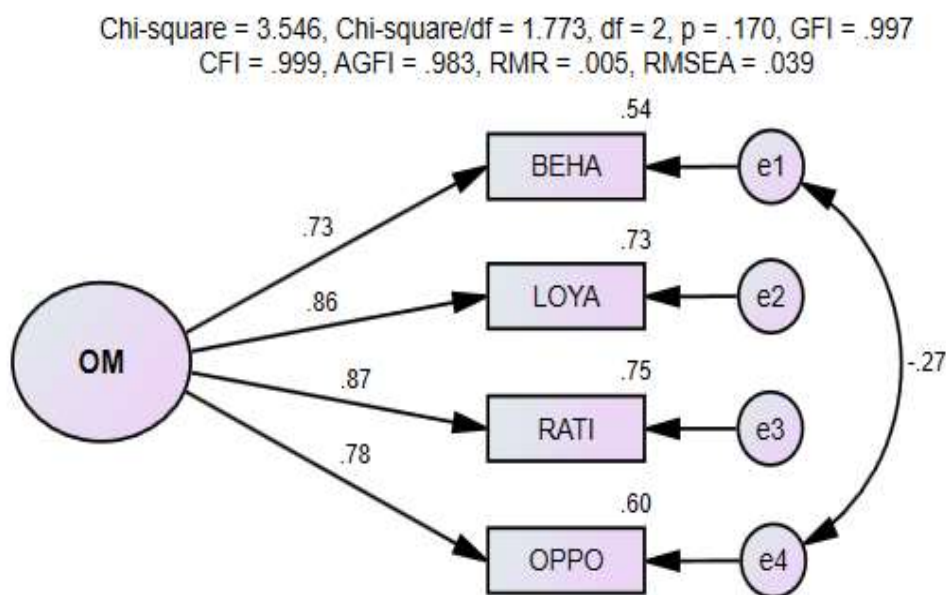 Chi-square = 3.546, Chi-square/df = 1.773, df = 2, p = .170, GFI = .997
CFI = .999, AGFI = .983, RMR = .005, RMSEA = .039
.54
BEHA
e1
.73
.73
LOYA
e2
.86
OM
-.27
.87
.75
RATI
e3
.78
.60
OPPO
e4